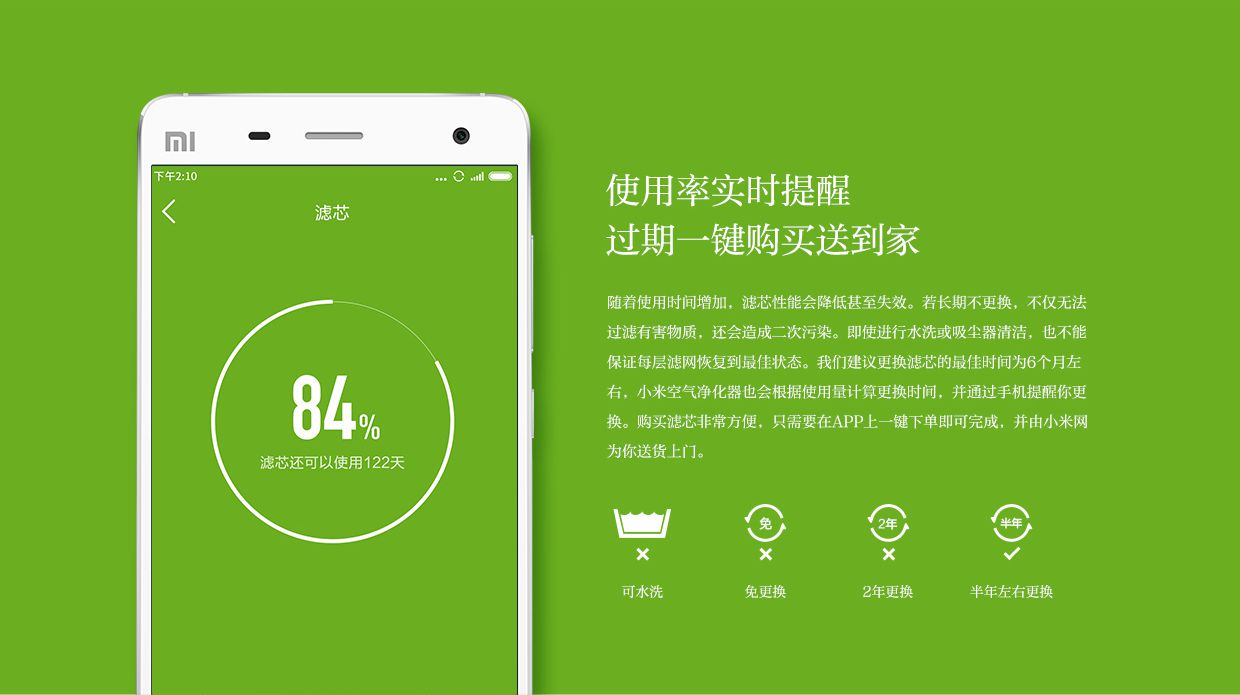 MI
下午2:10
滤芯
84%
滤芯还可以使用122天
使用率实时提醒
过期一键购买送到家
随着使用时间增加，滤芯性能会降低甚至失效。若长期不更换，不仅无法
过滤有害物质，还会造成二次污染。即使进行水洗或吸尘器清洁，也不能
保证每层滤网恢复到最佳状态。我们建议更换滤芯的最佳时间为6个月左
右，小米空气净化器也会根据使用量计算更换时间，并通过手机提醒你更
换。购买滤芯非常方便，只需要在APP上一键下单即可完成，并由小米网
为你送货上门。
免 2年 半年
可水洗 免更换 2年更换 半年左右更换